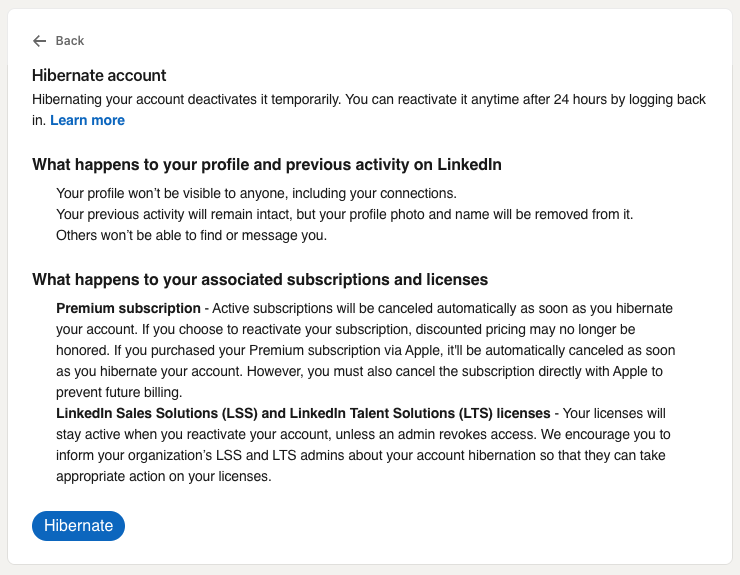 Back
Hibernate account
Hibernating your account deactivates it temporarily. You can reactivate it anytime after 24 hours by logging back
in. Learn more
What happens to your profile and previous activity on LinkedIn
Your profile won’t be visible to anyone, including your connections.
Your previous activity will remain intact, but your profile photo and name will be removed from it.
Others won’t be able to find or message you.
What happens to your associated subscriptions and licenses
Premium subscription - Active subscriptions will be canceled automatically as soon as you hibernate
your account. If you choose to reactivate your subscription, discounted pricing may no longer be
honored. If you purchased your Premium subscription via Apple, it'll be automatically canceled as soon
as you hibernate your account. However, you must also cancel the subscription directly with Apple to
prevent future billing.
LinkedIn Sales Solutions (LSS) and LinkedIn Talent Solutions (LTS) licenses - Your licenses will
stay active when you reactivate your account, unless an admin revokes access. We encourage you to
inform your organization’s LSS and LTS admins about your account hibernation so that they can take
appropriate action on your licenses.
Hibernate